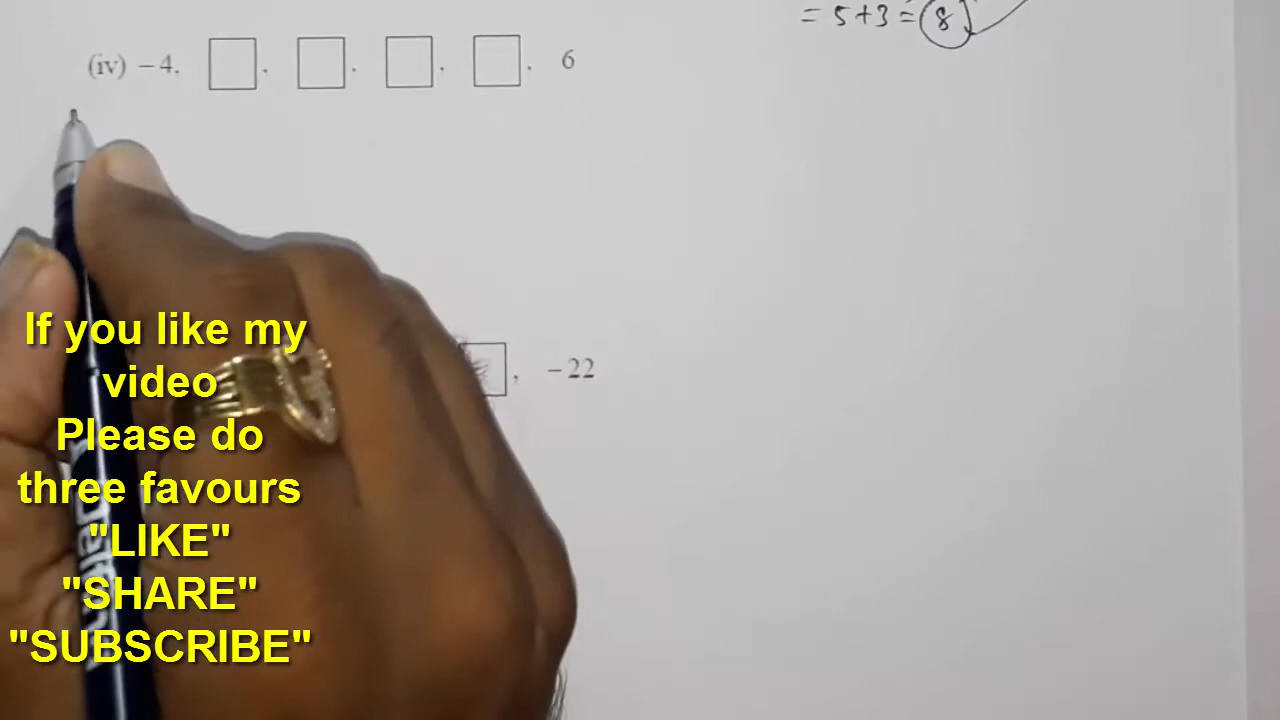 = 5+3 = 8
(iv) −4, □, □, □, □, 6
□, −22
If you like my
video
Please do
three favours
"LIKE"
"SHARE"
"SUBSCRIBE"